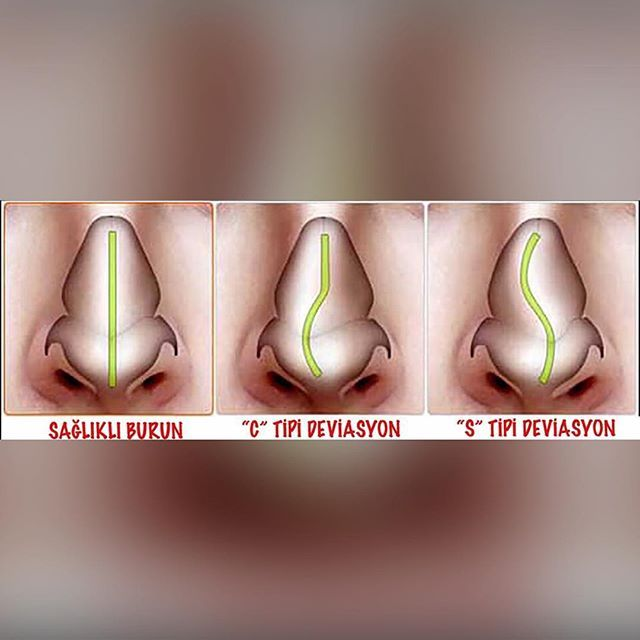 SAĞLIKLI BURUN
"C" TİPİ DEVİASYON
"S" TİPİ DEVİASYON